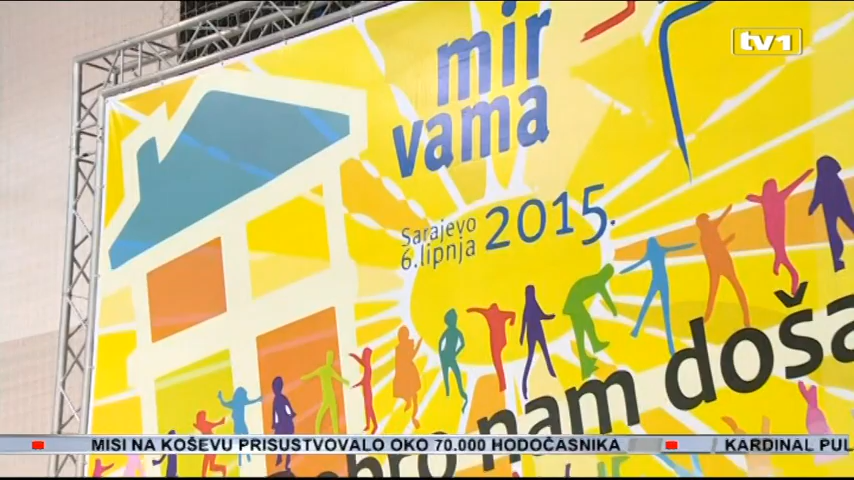 tv1
mir
vama
Sarajevo
6.lipnja 2015.
Dobro nam doša
MISI NA KOŠEVU PRISUSTVOVALO OKO 70.000 HODOČASNIKA
KARDINAL PUL